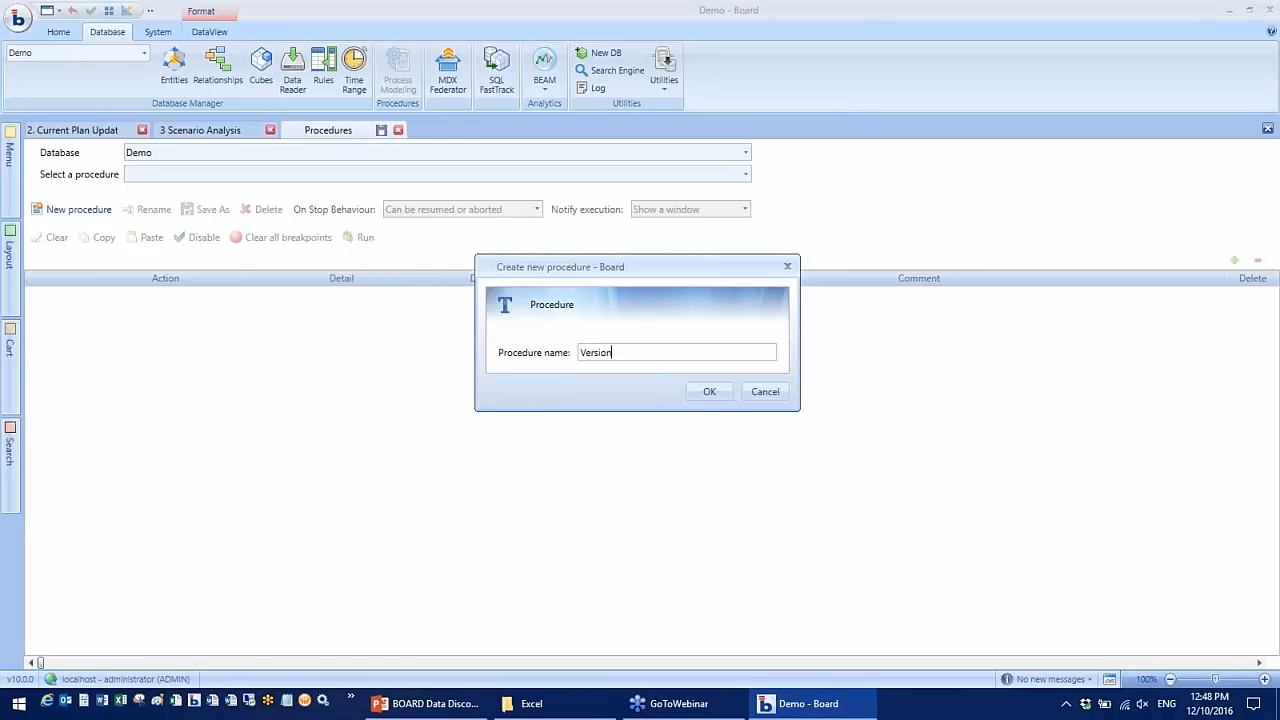 Format
Demo - Board
Home
Database
System
DataView
Demo
Entities
Relationships
Cubes
Data Reader
Rules
Time Range
Database Manager
Process Modeling
Procedures
MDX Federator
SQL FastTrack
BEAM
Analytics
New DB
Search Engine
Log
Utilities
Utilities
2. Current Plan Updat
3 Scenario Analysis
Procedures
Menu
Layout
Cart
Search
Database
Demo
Select a procedure
New procedure
Rename
Save As
Delete
On Stop Behaviour:
Can be resumed or aborted
Notify execution:
Show a window
Clear
Copy
Paste
Disable
Clear all breakpoints
Run
Action
Detail
Comment
Delete
Create new procedure - Board
T
Procedure
Procedure name:
Version
OK
Cancel
v10.0.0
localhost - administrator (ADMIN)
No new messages
100%
BOARD Data Disco...
Excel
GoToWebinar
Demo - Board
ENG
12:48 PM
12/10/2016